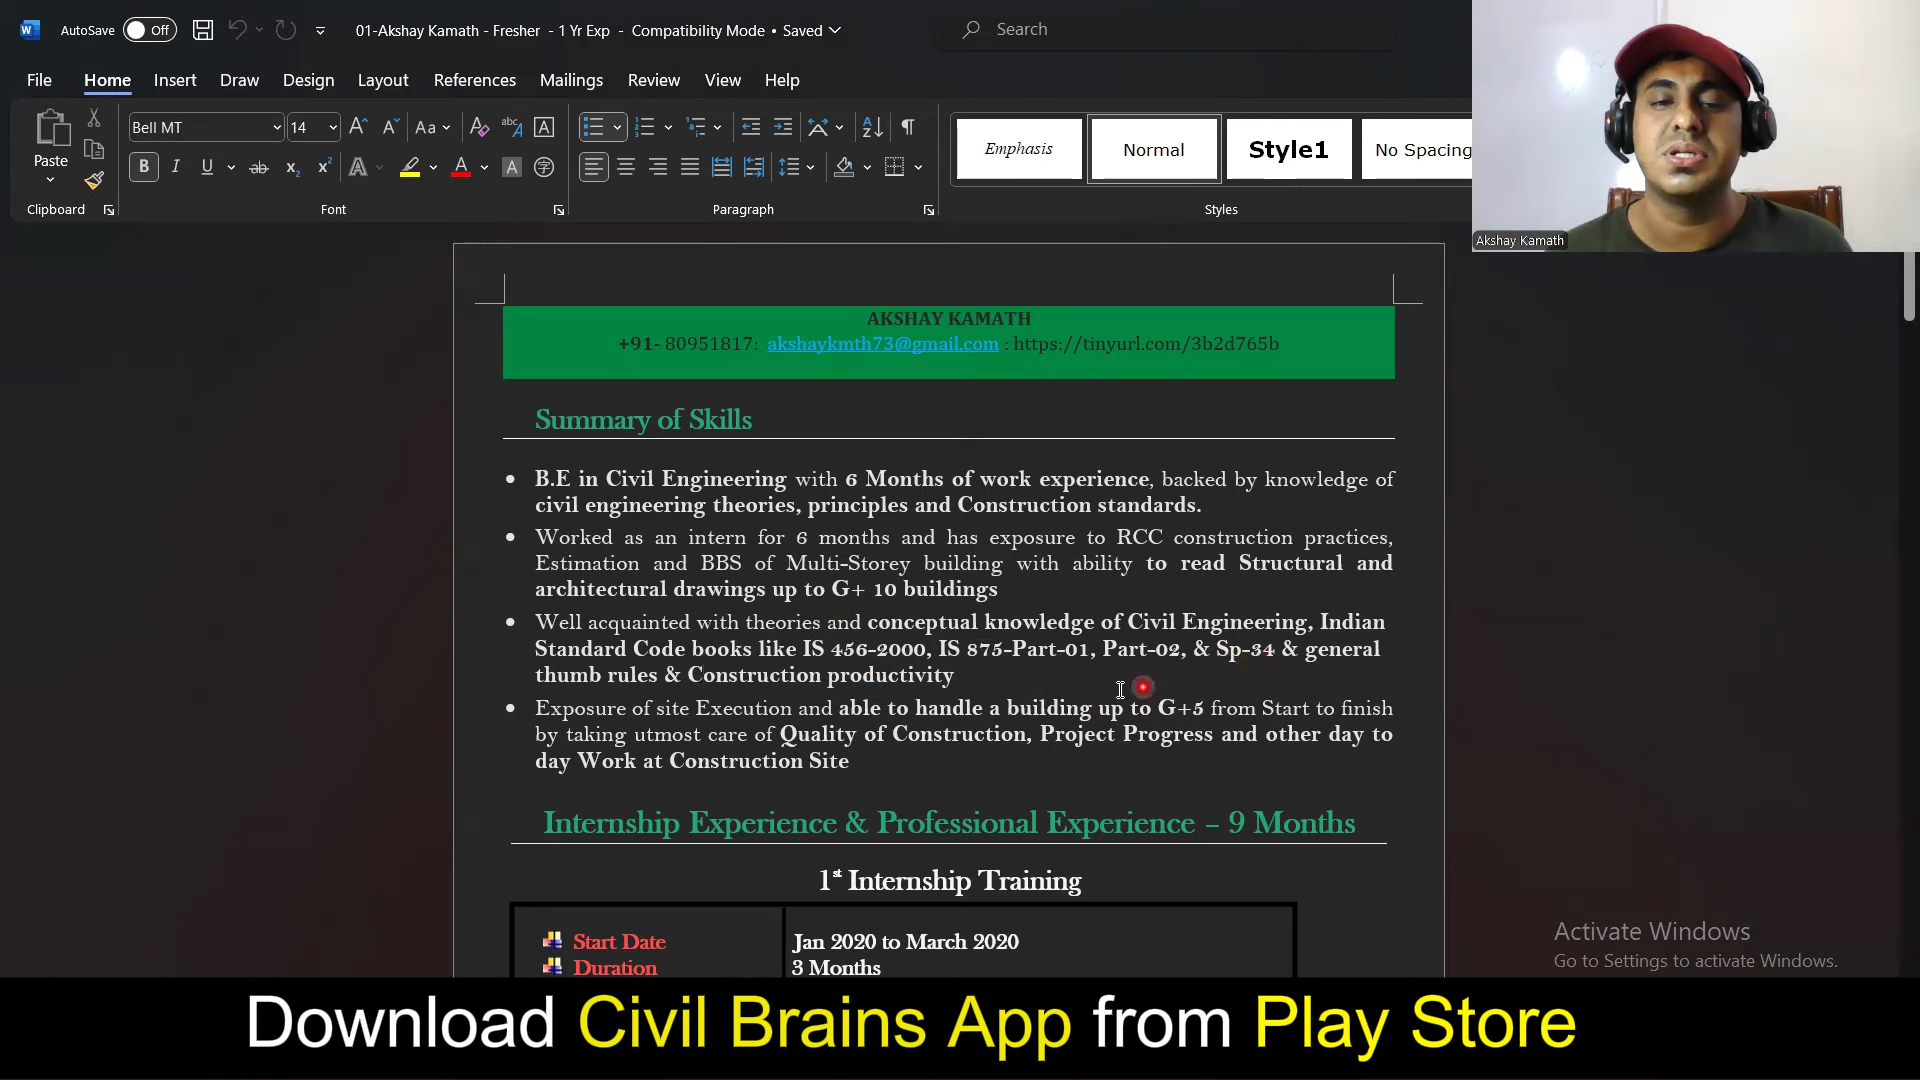 AutoSave Off 01-Akshay Kamath - Fresher - 1 Yr Exp - Compatibility Mode • Saved Search
File Home Insert Draw Design Layout References Mailings Review View Help
Paste
Clipboard
Bell MT 14
Font
Paragraph
Emphasis Normal Style1 No Spacing
Styles
Akshay Kamath
AKSHAY KAMATH
+91- 80951817: akshaykmth73@gmail.com : https://tinyurl.com/3b2d765b
Summary of Skills
• B.E in Civil Engineering with 6 Months of work experience, backed by knowledge of
civil engineering theories, principles and Construction standards.
• Worked as an intern for 6 months and has exposure to RCC construction practices,
Estimation and BBS of Multi-Storey building with ability to read Structural and
architectural drawings up to G+ 10 buildings
• Well acquainted with theories and conceptual knowledge of Civil Engineering, Indian
Standard Code books like IS 456-2000, IS 875-Part-01, Part-02, & Sp-34 & general
thumb rules & Construction productivity
• Exposure of site Execution and able to handle a building up to G+5 from Start to finish
by taking utmost care of Quality of Construction, Project Progress and other day to
day Work at Construction Site
Internship Experience & Professional Experience – 9 Months
1st Internship Training
Start Date Jan 2020 to March 2020
Duration 3 Months
Activate Windows
Go to Settings to activate Windows.
Download Civil Brains App from Play Store